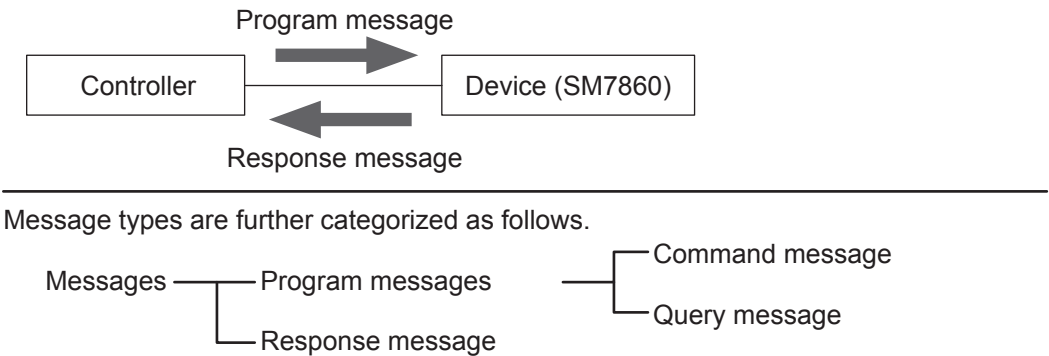 Program message
Controller
Device (SM7860)
Response message
Message types are further categorized as follows.
Command message
Messages
Program messages
Query message
Response message